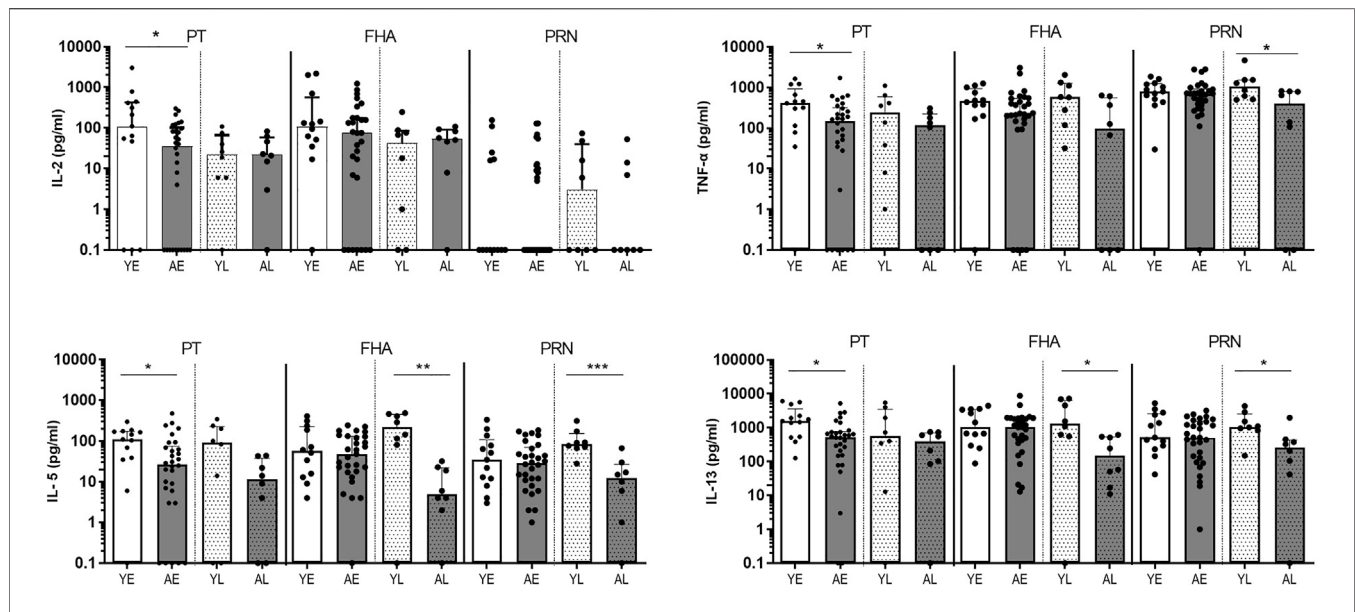 PT FHA PRN
*
10000
1000
100
10
1
0.1
IL-2 (pg/ml)
YE AE YL AL YE AE YL AL YE AE YL AL
PT FHA PRN
* *
10000
1000
100
10
1
0.1
TNF-α (pg/ml)
YE AE YL AL YE AE YL AL YE AE YL AL
PT FHA PRN
* ** ***
10000
1000
100
10
1
0.1
IL- 5 (pg/ml)
YE AE YL AL YE AE YL AL YE AE YL AL
PT FHA PRN
* * *
100000
10000
1000
100
10
1
0.1
IL-13 (pg/ml)
YE AE YL AL YE AE YL AL YE AE YL AL